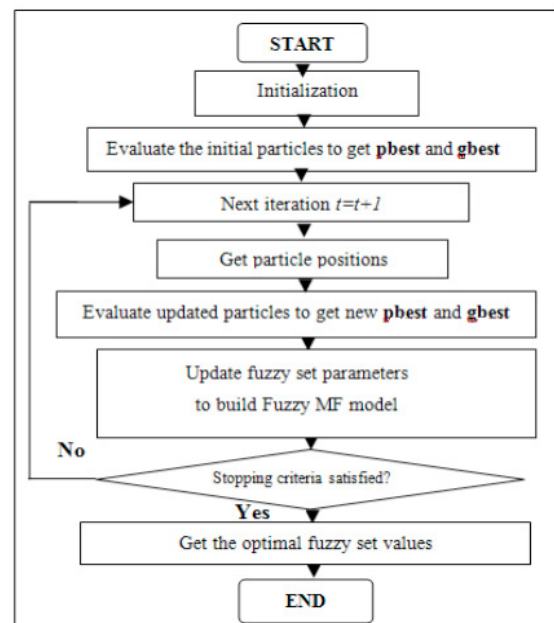 START
Initialization
Evaluate the initial particles to get pbest and gbest
Next iteration t=t+1
Get particle positions
Evaluate updated particles to get new pbest and gbest
Update fuzzy set parameters
to build Fuzzy MF model
No
Stopping criteria satisfied?
Yes
Get the optimal fuzzy set values
END